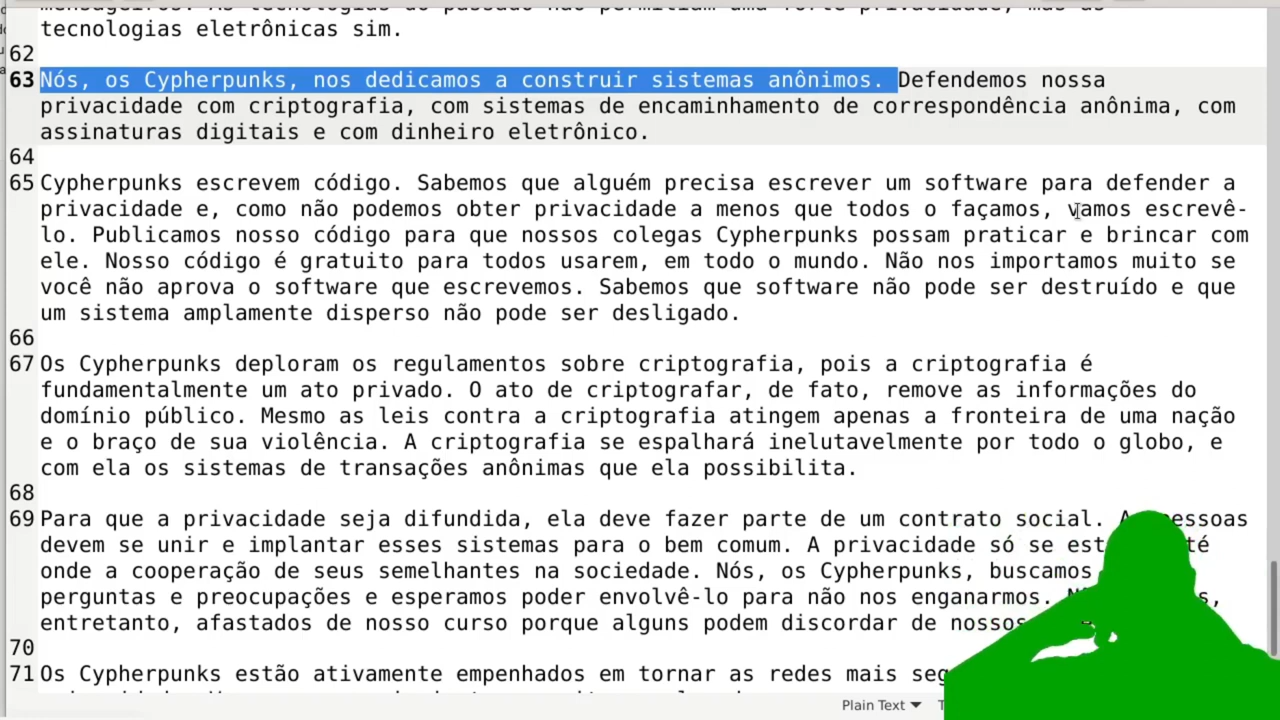 tecnologias eletrônicas sim.
62
63 Nós, os Cypherpunks, nos dedicamos a construir sistemas anônimos. Defendemos nossa
privacidade com criptografia, com sistemas de encaminhamento de correspondência anônima, com
assinaturas digitais e com dinheiro eletrônico.
64
65 Cypherpunks escrevem código. Sabemos que alguém precisa escrever um software para defender a
privacidade e, como não podemos obter privacidade a menos que todos o façamos, vamos escrevê-
lo. Publicamos nosso código para que nossos colegas Cypherpunks possam praticar e brincar com
ele. Nosso código é gratuito para todos usarem, em todo o mundo. Não nos importamos muito se
você não aprova o software que escrevemos. Sabemos que software não pode ser destruído e que
um sistema amplamente disperso não pode ser desligado.
66
67 Os Cypherpunks deploram os regulamentos sobre criptografia, pois a criptografia é
fundamentalmente um ato privado. O ato de criptografar, de fato, remove as informações do
domínio público. Mesmo as leis contra a criptografia atingem apenas a fronteira de uma nação
e o braço de sua violência. A criptografia se espalhará inelutavelmente por todo o globo, e
com ela os sistemas de transações anônimas que ela possibilita.
68
69 Para que a privacidade seja difundida, ela deve fazer parte de um contrato social.
devem se unir e implantar esses sistemas para o bem comum. A privacidade só se
onde a cooperação de seus semelhantes na sociedade. Nós, os Cypherpunks, buscamos
perguntas e preocupações e esperamos poder envolvê-lo para não nos enganarmos.
entretanto, afastados de nosso curso porque alguns podem discordar de nossos
70
71 Os Cypherpunks estão ativamente empenhados em tornar as redes mais
Plain Text